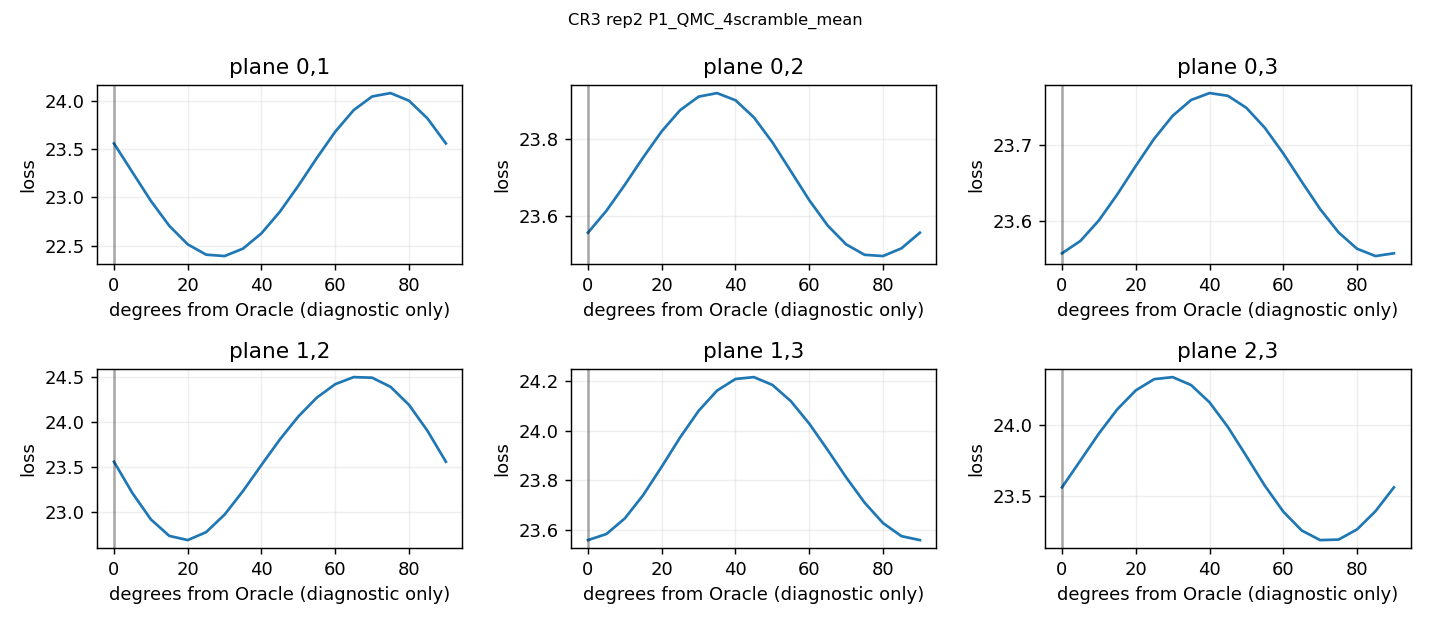 CR3 rep2 P1_QMC_4scramble_mean
plane 0,1
24.0
23.5
23.0
22.5
loss
0 20 40 60 80
degrees from Oracle (diagnostic only)
plane 0,2
23.8
23.6
loss
0 20 40 60 80
degrees from Oracle (diagnostic only)
plane 0,3
23.7
23.6
loss
0 20 40 60 80
degrees from Oracle (diagnostic only)
plane 1,2
24.5
24.0
23.5
23.0
loss
0 20 40 60 80
degrees from Oracle (diagnostic only)
plane 1,3
24.2
24.0
23.8
23.6
loss
0 20 40 60 80
degrees from Oracle (diagnostic only)
plane 2,3
24.0
23.5
loss
0 20 40 60 80
degrees from Oracle (diagnostic only)